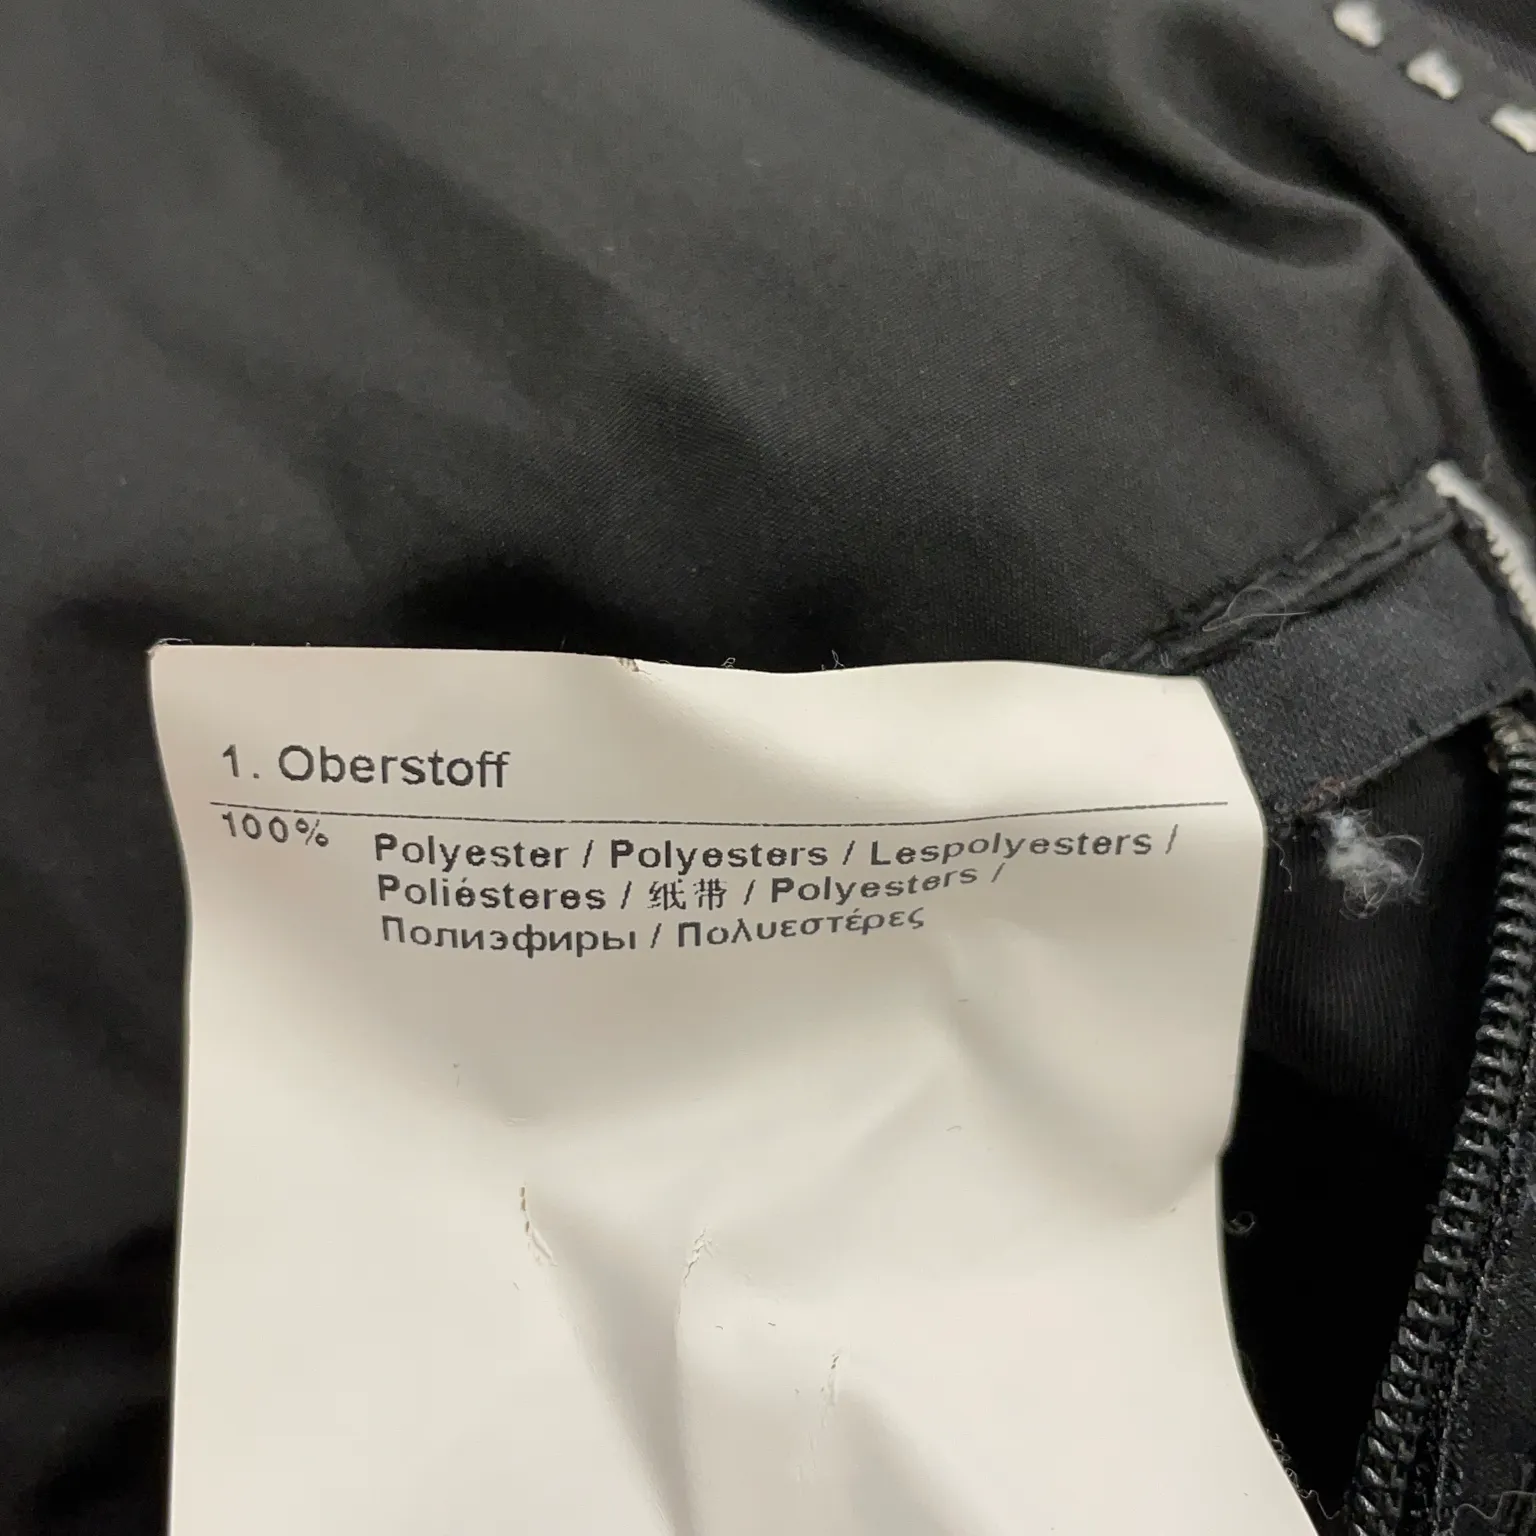 1. Oberstoff
100% Polyester / Polyesters / Lespolyesters /
Poliésteres / 纸带 / Polyesters /
Полиэфиры / Πολυεστέρες